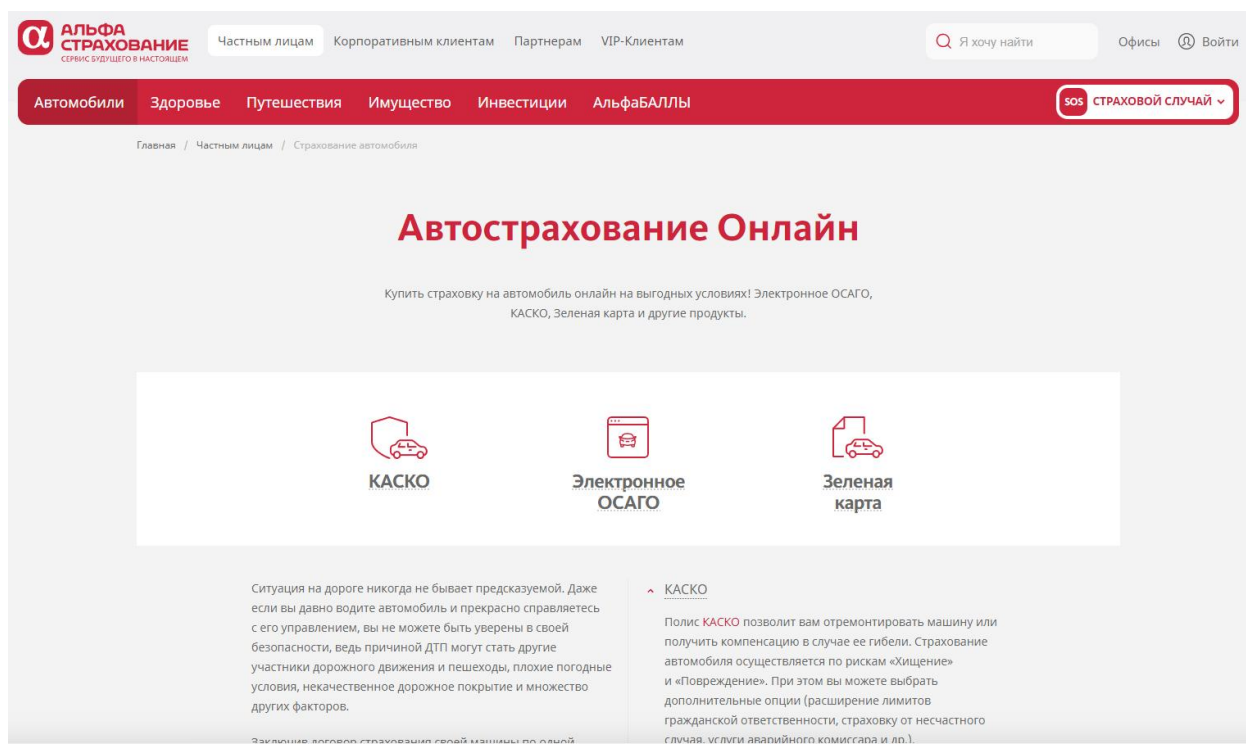 АЛЬФА
СТРАХОВАНИЕ
СЕРВИС БУДУЩЕГО В НАСТОЯЩЕМ
Частным лицам Корпоративным клиентам Партнерам VIP-Клиентам
Я хочу найти
Офисы Войти
Автомобили Здоровье Путешествия Имущество Инвестиции АльфаБАЛЛЫ
SOS СТРАХОВОЙ СЛУЧАЙ
Главная / Частным лицам / Страхование автомобиля
Автострахование Онлайн
Купить страховку на автомобиль онлайн на выгодных условиях! Электронное ОСАГО,
КАСКО, Зеленая карта и другие продукты.
КАСКО
Электронное
ОСАГО
Зеленая
карта
Ситуация на дороге никогда не бывает предсказуемой. Даже
если вы давно водите автомобиль и прекрасно справляетесь
с его управлением, вы не можете быть уверены в своей
безопасности, ведь причиной ДТП могут стать другие
участники дорожного движения и пешеходы, плохие погодные
условия, некачественное дорожное покрытие и множество
других факторов.
Заключив договор страхования своей машины по одной
КАСКО
Полис КАСКО позволит вам отремонтировать машину или
получить компенсацию в случае ее гибели. Страхование
автомобиля осуществляется по рискам «Хищение»
и «Повреждение». При этом вы можете выбрать
дополнительные опции (расширение лимитов
гражданской ответственности, страховку от несчастного
случая, услуги аварийного комиссара и др.).